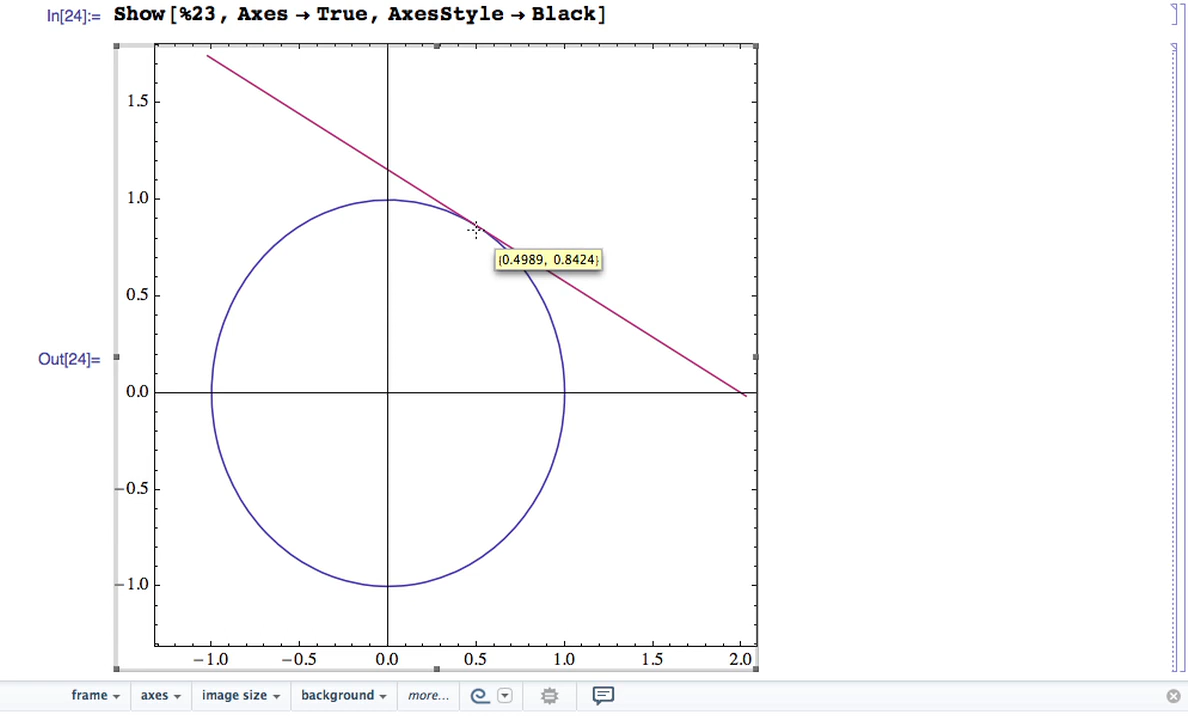 In[24]:= Show[%23, Axes → True, AxesStyle → Black]
1.5
1.0
{0.4989, 0.8424}
0.5
Out[24]=
0.0
−0.5
−1.0
−1.0 −0.5 0.0 0.5 1.0 1.5 2.0
frame axes image size background more...